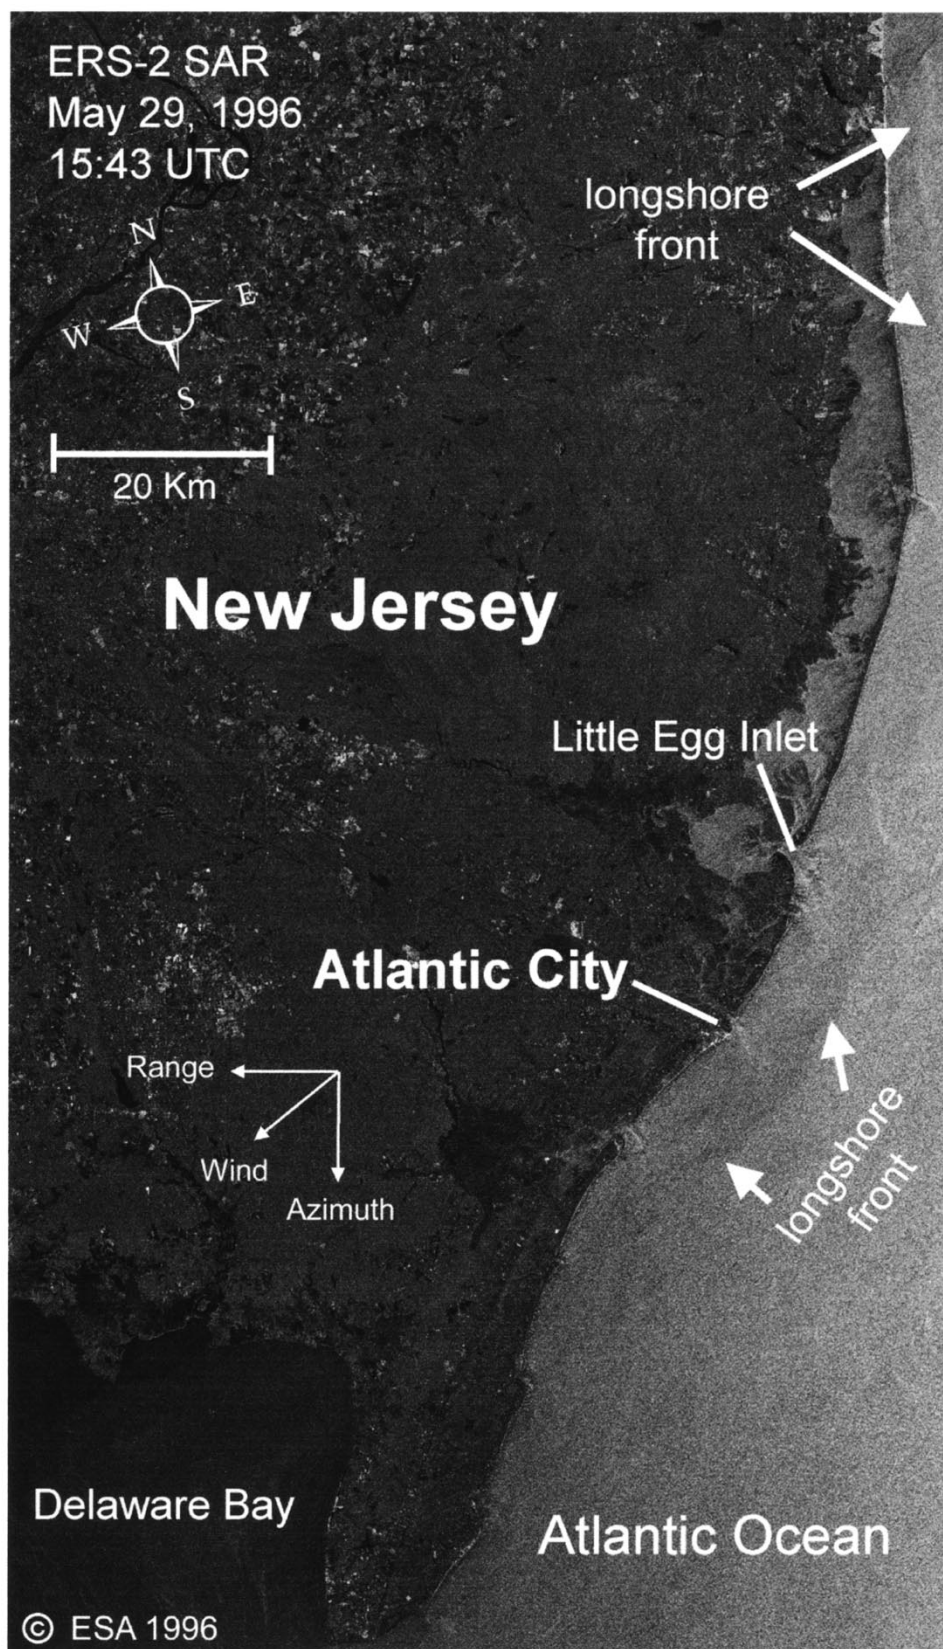 ERS-2 SAR
May 29, 1996
15:43 UTC
N
E
W
S
20 Km
longshore
front
New Jersey
Little Egg Inlet
Atlantic City
Range
Wind
Azimuth
longshore
front
Delaware Bay
Atlantic Ocean
© ESA 1996